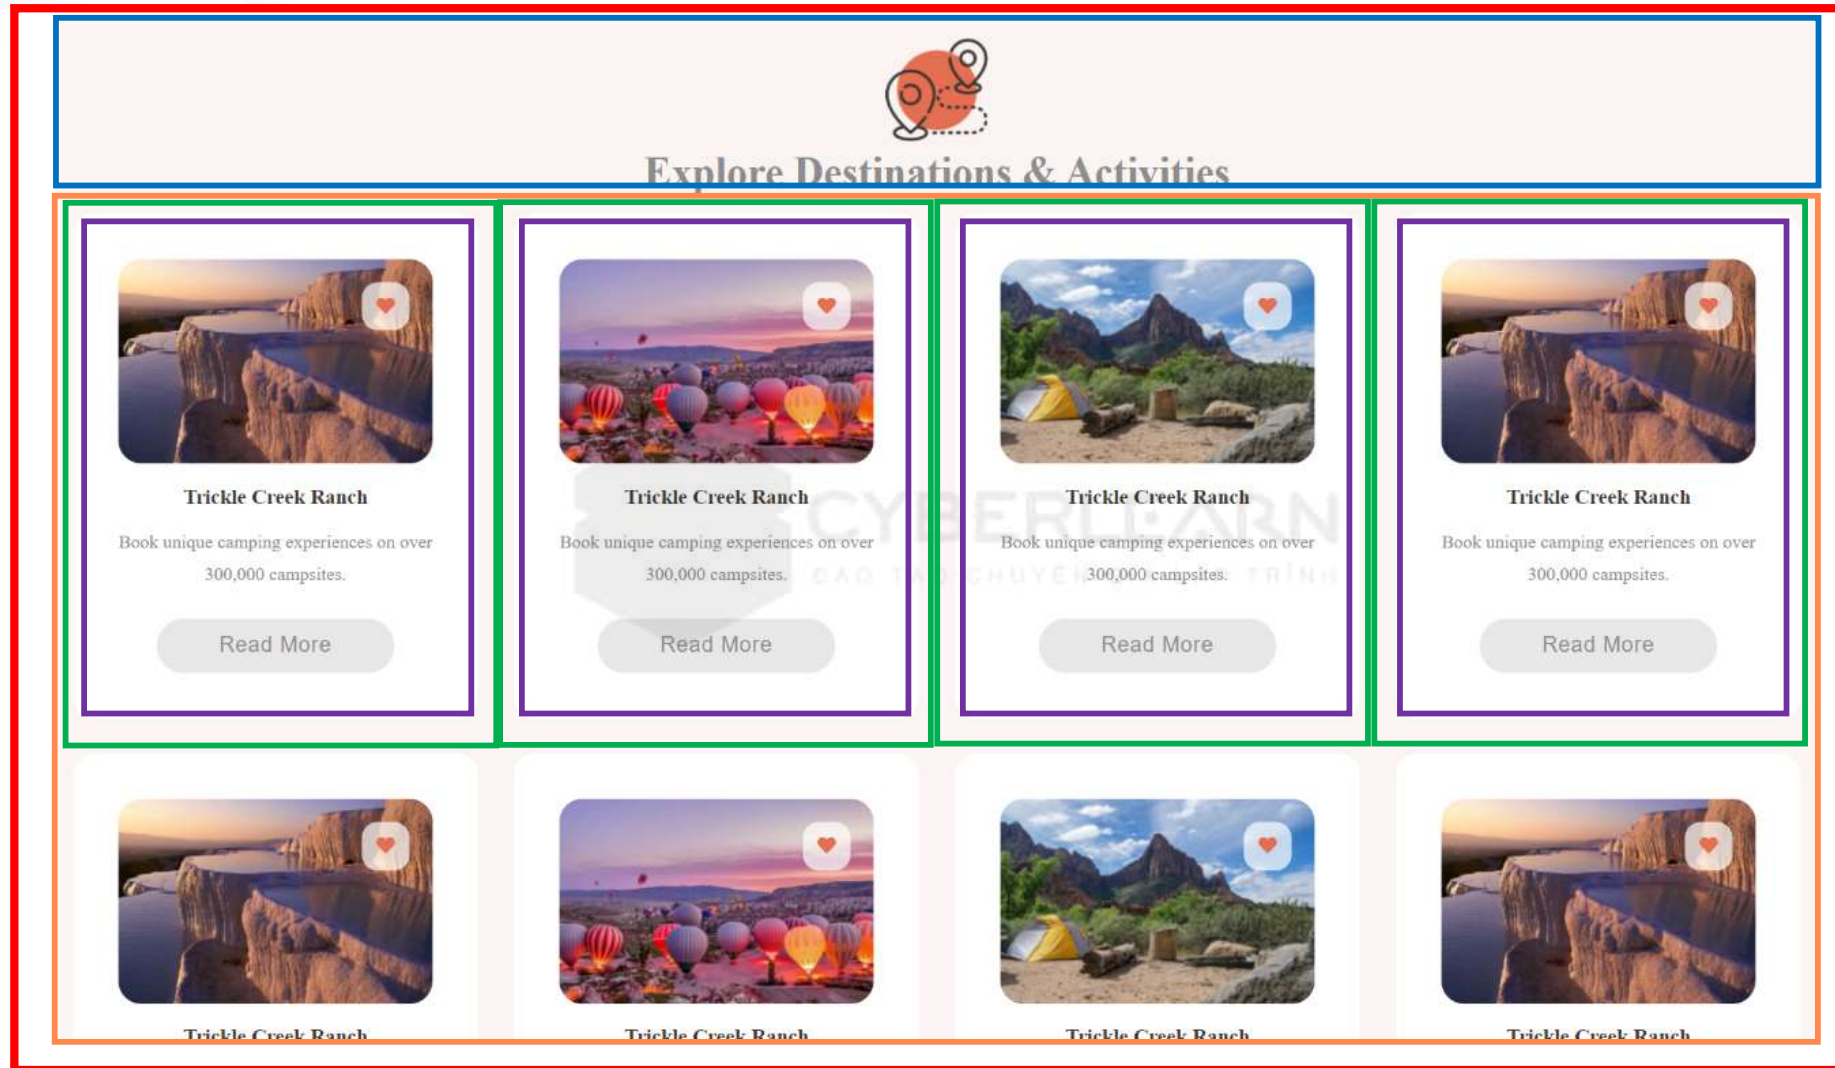 Explore Destinations & Activities
Trickle Creek Ranch
Book unique camping experiences on over
300,000 campsites.
Read More
Trickle Creek Ranch
Book unique camping experiences on over
300,000 campsites.
Read More
Trickle Creek Ranch
Book unique camping experiences on over
300,000 campsites.
Read More
Trickle Creek Ranch
Book unique camping experiences on over
300,000 campsites.
Read More
CYBERLEARN
Trickle Creek Ranch
Trickle Creek Ranch
Trickle Creek Ranch
Trickle Creek Ranch